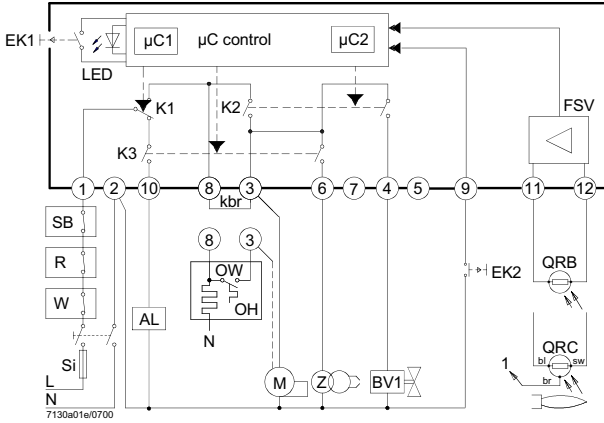 EK1
LED
µC1
µC control
µC2
K1
K2
FSV
K3
1
2
10
8
3
6
7
4
5
9
11
12
kbr
SB
R
W
Si
L
N
7130a01e/0700
AL
8
3
OW
OH
N
M
Z
BV1
EK2
QRB
QRC
bl
sw
br
1